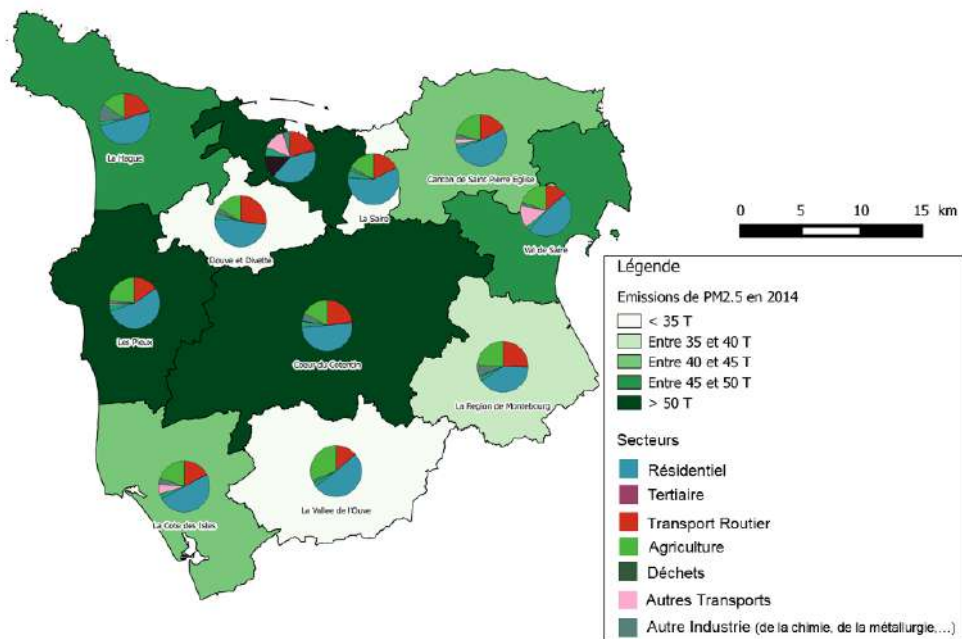 La Hague
Canton de Saint Pierre Eglise
La Saire
Val de Saire
Douve et Divette
Les Pieux
Coeur du Cotentin
La Region de Montebourg
La Cote des Isles
La Vallee de l'Ouve
0 5 10 15 km
Légende
Emissions de PM2.5 en 2014
< 35 T
Entre 35 et 40 T
Entre 40 et 45 T
Entre 45 et 50 T
> 50 T
Secteurs
Résidentiel
Tertiaire
Transport Routier
Agriculture
Déchets
Autres Transports
Autre Industrie (de la chimie, de la métallurgie,...)